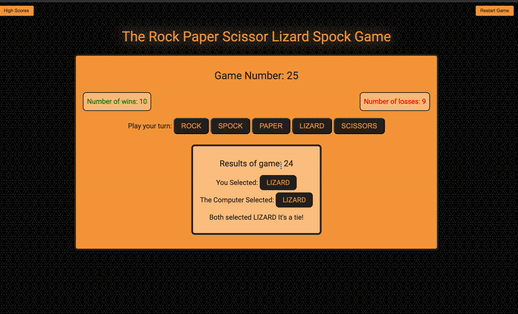 High Scores
Restart Game
The Rock Paper Scissor Lizard Spock Game
Game Number: 25
Number of wins: 10
Number of losses: 9
Play your turn: ROCK SPOCK PAPER LIZARD SCISSORS
Results of game: 24
You Selected: LIZARD
The Computer Selected: LIZARD
Both selected LIZARD It's a tie!